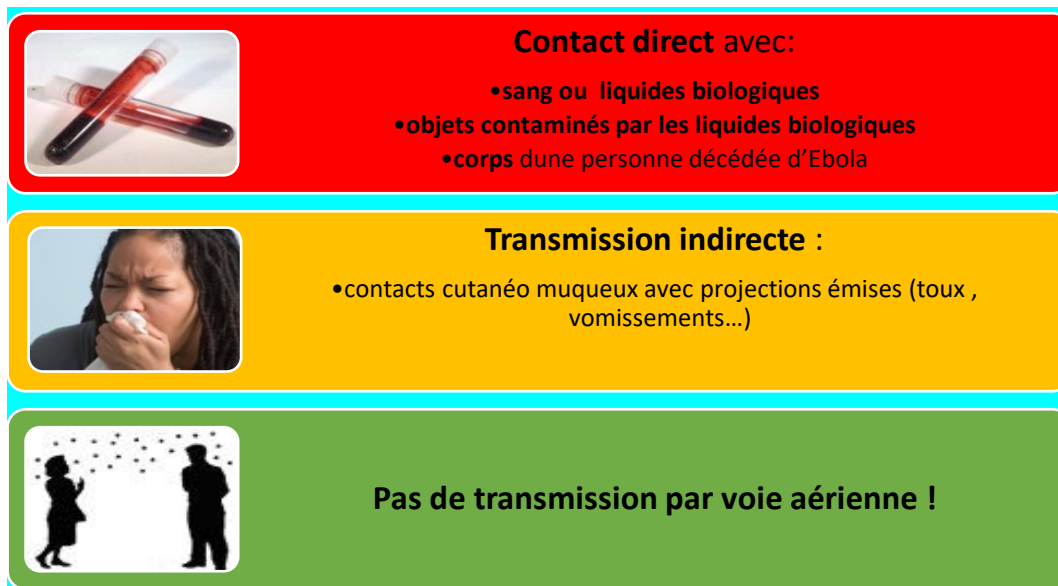 Contact direct avec:
•sang ou liquides biologiques
•objets contaminés par les liquides biologiques
•corps dune personne décédée d’Ebola
Transmission indirecte :
•contacts cutanéo muqueux avec projections émises (toux ,
vomissements...)
Pas de transmission par voie aérienne !